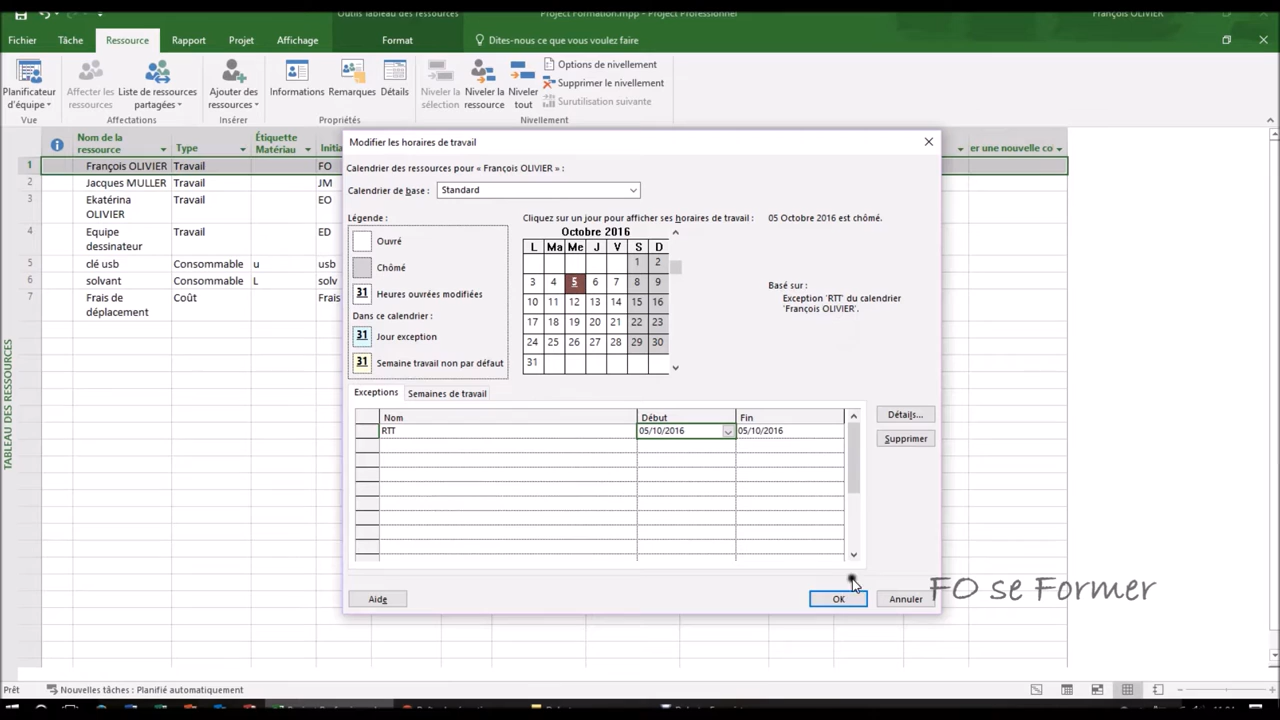 Outils Tableau des ressources
Project Formation.mpp - Project Professionnel
François OLIVIER
Fichier Tâche Ressource Rapport Projet Affichage Format Dites-nous ce que vous voulez faire
Planificateur d'équipe
Affecter les ressources
Liste de ressources partagées
Ajouter des ressources
Informations
Remarques
Détails
Niveler la sélection
Niveler la ressource
Niveler tout
Options de nivellement
Supprimer le nivellement
Surutilisation suivante
Vue Affectations Insérer Propriétés Nivellement
Nom de la ressource
Type
Étiquette Matériau
Initia
er une nouvelle co
1 François OLIVIER Travail FO
2 Jacques MULLER Travail JM
3 Ekatérina OLIVIER Travail EO
4 Equipe dessinateur Travail ED
5 clé usb Consommable u usb
6 solvant Consommable L solv
7 Frais de déplacement Coût Frais
TABLEAU DES RESSOURCES
Modifier les horaires de travail
Calendrier des ressources pour « François OLIVIER » :
Calendrier de base : Standard
Légende :
Ouvré
Chômé
31 Heures ouvrées modifiées
Dans ce calendrier :
31 Jour exception
31 Semaine travail non par défaut
Cliquez sur un jour pour afficher ses horaires de travail :
Octobre 2016
L Ma Me J V S D
1 2
3 4 5 6 7 8 9
10 11 12 13 14 15 16
17 18 19 20 21 22 23
24 25 26 27 28 29 30
31
05 Octobre 2016 est chômé.
Basé sur :
Exception 'RTT' du calendrier
'François OLIVIER'.
Exceptions Semaines de travail
Nom Début Fin
RTT 05/10/2016 05/10/2016
Détails...
Supprimer
Aide OK Annuler
FO se Former
Prêt Nouvelles tâches : Planifié automatiquement